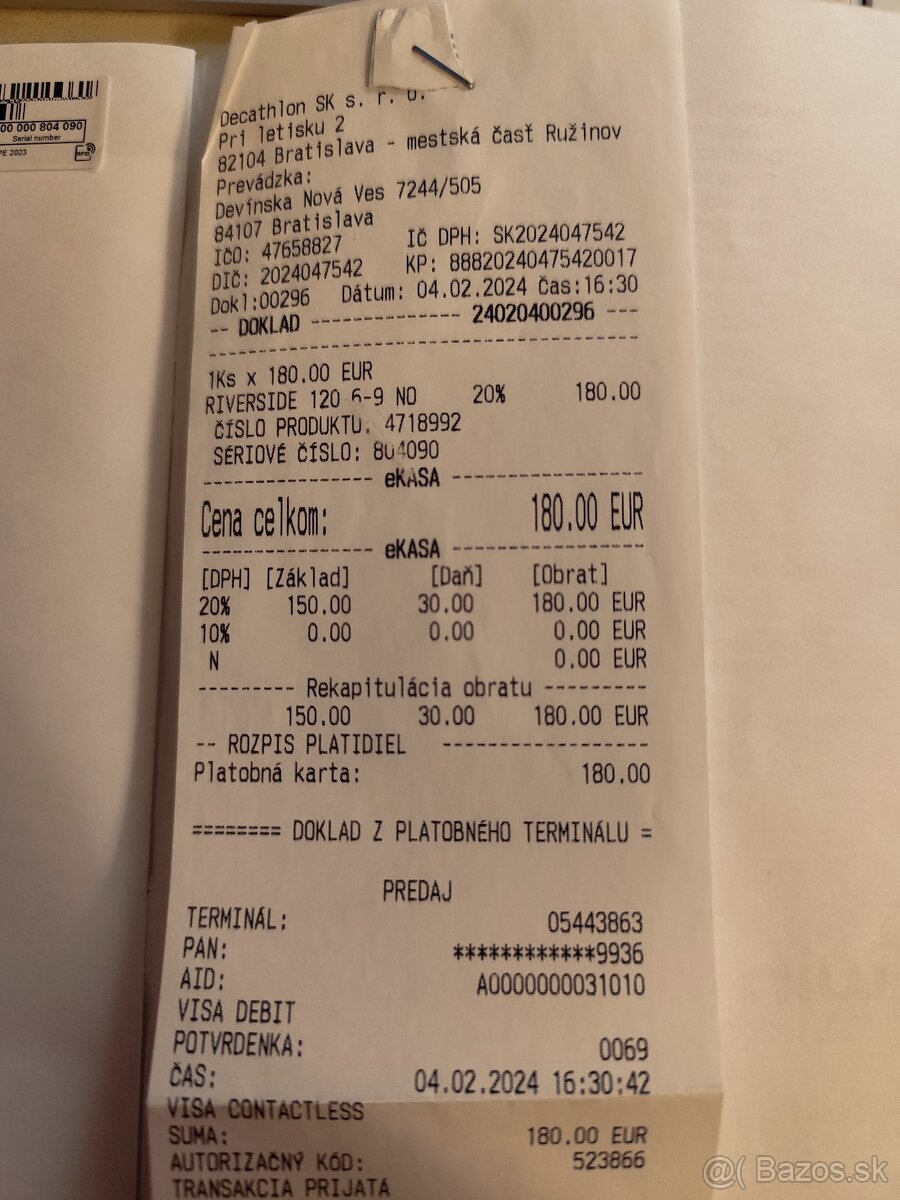 00 000 804 090
Serial number
PE 2023
RFID
Decathlon SK s. r. o.
Pri letisku 2
82104 Bratislava - mestská časť Ružinov
Prevádzka:
Devínska Nová Ves 7244/505
84107 Bratislava
IČO: 47658827 IČ DPH: SK2024047542
DIČ: 2024047542 KP: 88820240475420017
Dokl:00296 Dátum: 04.02.2024 Čas:16:30
-- DOKLAD --------------- 24020400296 ---
1Ks x 180.00 EUR
RIVERSIDE 120 6-9 NO 20% 180.00
ČÍSLO PRODUKTU: 4718992
SÉRIOVÉ ČÍSLO: 804090
---------------- eKASA ------------------
Cena celkom: 180.00 EUR
---------------- eKASA ------------------
[DPH] [Základ] [Daň] [Obrat]
20% 150.00 30.00 180.00 EUR
10% 0.00 0.00 0.00 EUR
N 0.00 EUR
--------- Rekapitulácia obratu ----------
150.00 30.00 180.00 EUR
-- ROZPIS PLATIDIEL -------------------
Platobná karta: 180.00
======== DOKLAD Z PLATOBNÉHO TERMINÁLU =
PREDAJ
TERMINÁL: 05443863
PAN: ************9936
AID: A0000000031010
VISA DEBIT
POTVRDENKA: 0069
ČAS: 04.02.2024 16:30:42
VISA CONTACTLESS
SUMA: 180.00 EUR
AUTORIZAČNÝ KÓD: 523866
TRANSAKCIA PRIJATÁ
@( Bazos.sk